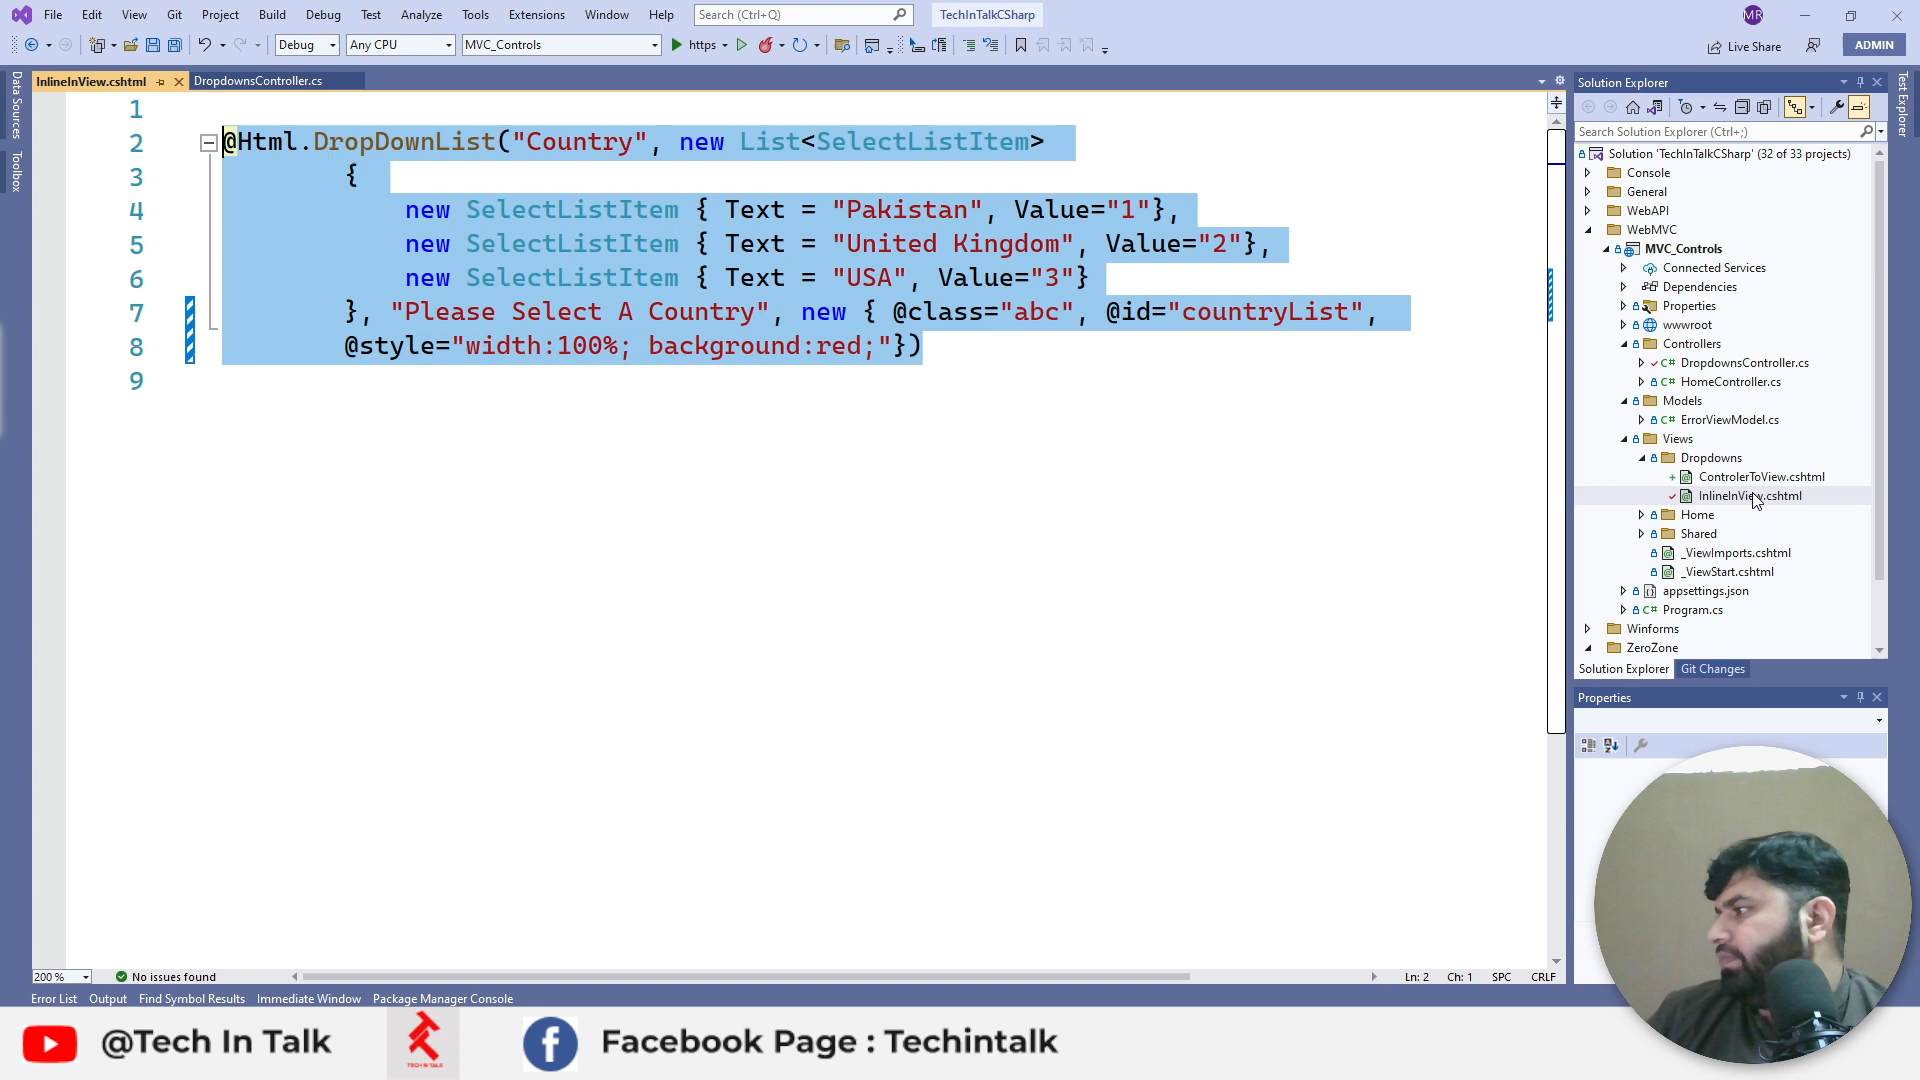 File Edit View Git Project Build Debug Test Analyze Tools Extensions Window Help Search (Ctrl+Q) TechInTalkCSharp MR
Debug Any CPU MVC_Controls https Live Share ADMIN
InlineInView.cshtml DropdownsController.cs
Data Sources
Toolbox
1
2 @Html.DropDownList("Country", new List<SelectListItem>
3 {
4 new SelectListItem { Text = "Pakistan", Value="1"},
5 new SelectListItem { Text = "United Kingdom", Value="2"},
6 new SelectListItem { Text = "USA", Value="3"}
7 }, "Please Select A Country", new { @class="abc", @id="countryList",
8 @style="width:100%; background:red;"})
9
200 % No issues found Ln: 2 Ch: 1 SPC CRLF
Error List Output Find Symbol Results Immediate Window Package Manager Console
Solution Explorer
Search Solution Explorer (Ctrl+;)
Solution 'TechInTalkCSharp' (32 of 33 projects)
Console
General
WebAPI
WebMVC
MVC_Controls
Connected Services
Dependencies
Properties
wwwroot
Controllers
C# DropdownsController.cs
C# HomeController.cs
Models
C# ErrorViewModel.cs
Views
Dropdowns
ControlerToView.cshtml
InlineInView.cshtml
Home
Shared
_ViewImports.cshtml
_ViewStart.cshtml
appsettings.json
C# Program.cs
Winforms
ZeroZone
Solution Explorer Git Changes
Properties
Test Explorer
@Tech In Talk TECH IN TALK Facebook Page : Techintalk